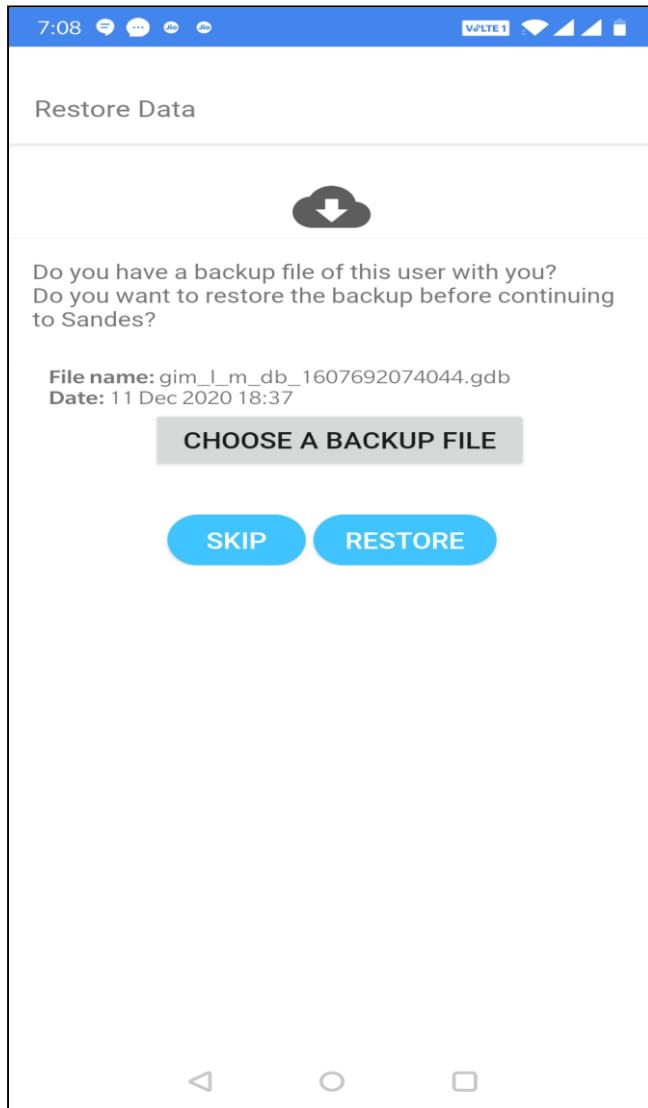 7:08
Jio Jio
VoLTE 1
Restore Data
Do you have a backup file of this user with you?
Do you want to restore the backup before continuing
to Sandes?
File name: gim_l_m_db_1607692074044.gdb
Date: 11 Dec 2020 18:37
CHOOSE A BACKUP FILE
SKIP RESTORE